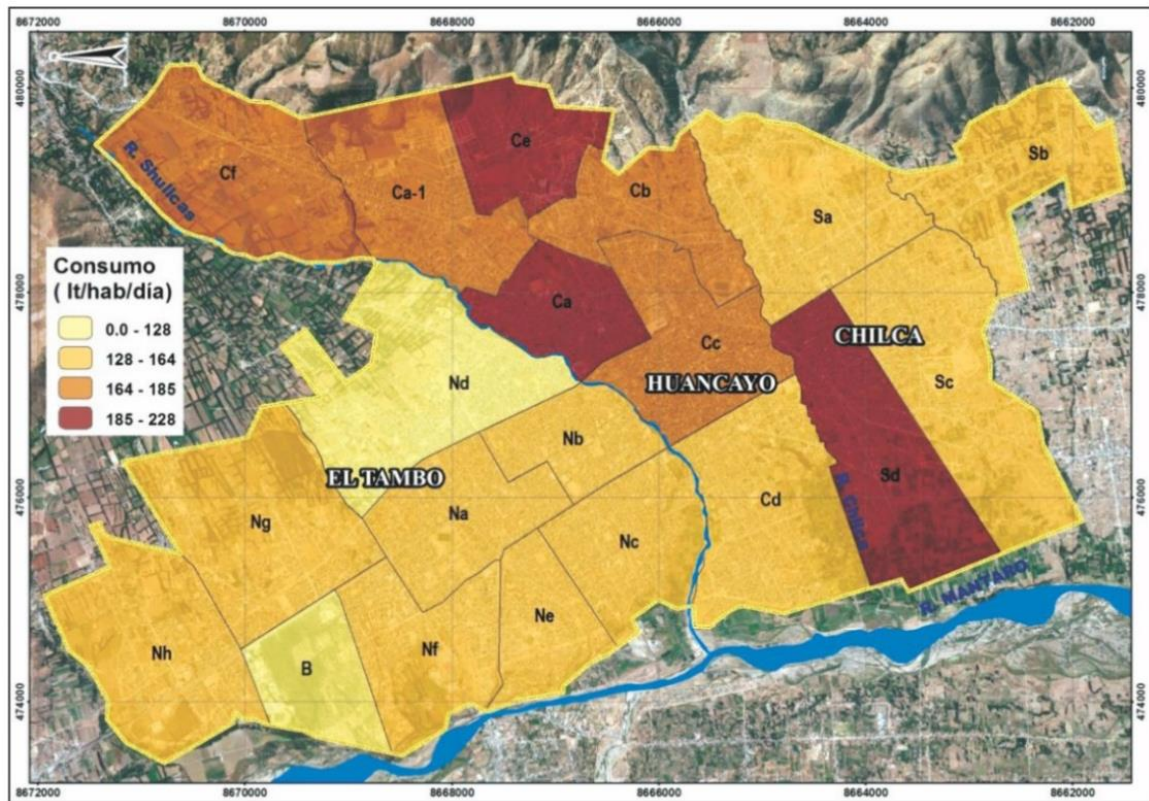 8672000 8670000 8668000 8666000 8664000 8662000
480000 480000
Cf
R. Shullcas
Ca-1
Ce
Cb
Sa
Sb
Consumo
( lt/hab/día)
0.0 - 128
128 - 164
164 - 185
185 - 228
478000 478000
Ca
Cc
HUANCAYO
CHILCA
Sc
Nd
Nb
EL TAMBO
476000 476000
Ng
Na
Nc
Cd
Sd
R. Chilca
R. MANTARO
Nh
B
Nf
Ne
474000 474000
8672000 8670000 8668000 8666000 8664000 8662000